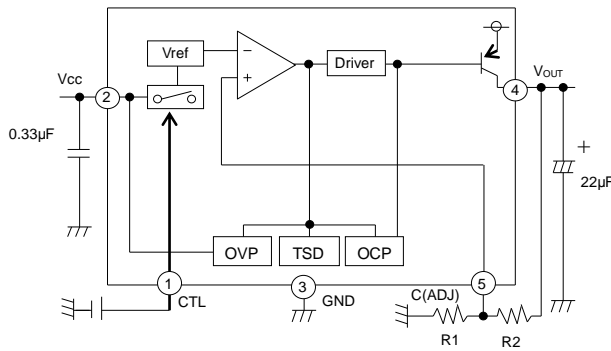 Vref
−
+
Driver
Vcc
2
4
VOUT
0.33µF
+
22µF
OVP
TSD
OCP
1
CTL
3
GND
5
C(ADJ)
R1
R2